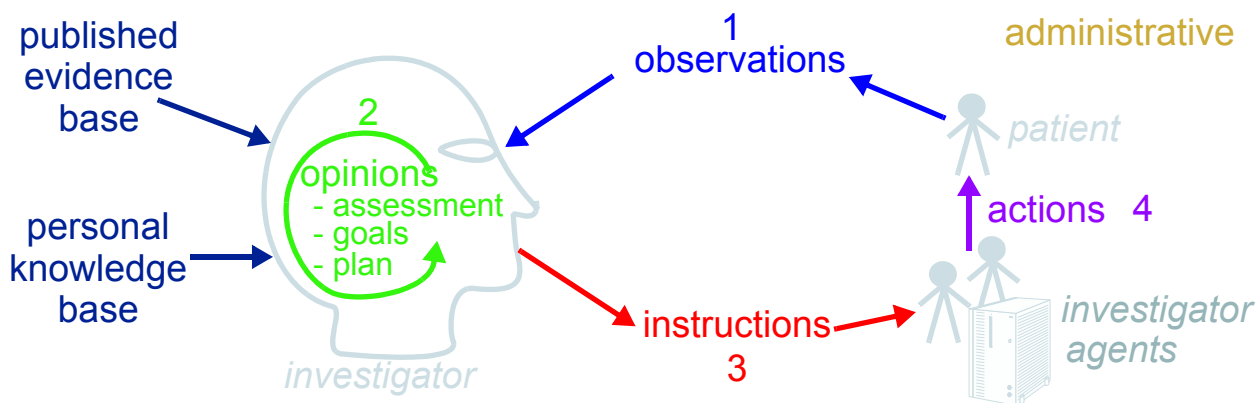 published
evidence
base
personal
knowledge
base
2
opinions
- assessment
- goals
- plan
investigator
1
observations
instructions
3
administrative
patient
actions 4
investigator
agents